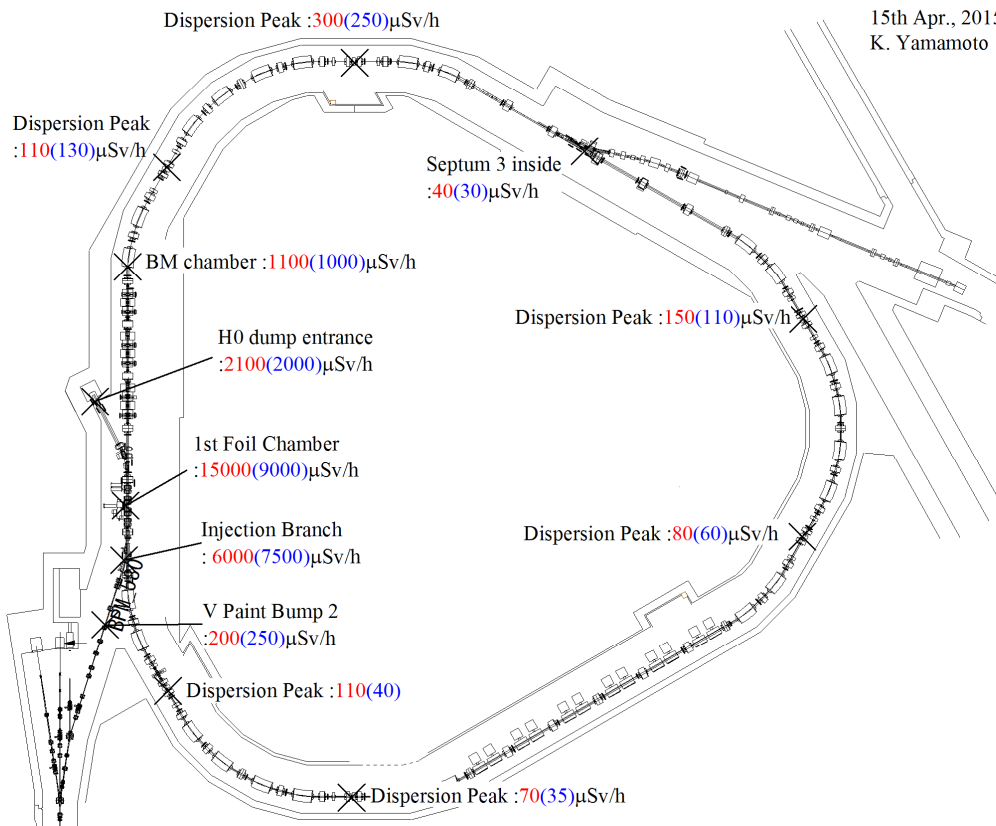 Dispersion Peak :300(250)μSv/h
15th Apr., 2015
K. Yamamoto
Dispersion Peak
:110(130)μSv/h
Septum 3 inside
:40(30)μSv/h
BM chamber :1100(1000)μSv/h
Dispersion Peak :150(110)μSv/h
H0 dump entrance
:2100(2000)μSv/h
1st Foil Chamber
:15000(9000)μSv/h
Injection Branch
: 6000(7500)μSv/h
Dispersion Peak :80(60)μSv/h
BPM
V Paint Bump 2
:200(250)μSv/h
Dispersion Peak :110(40)
Dispersion Peak :70(35)μSv/h